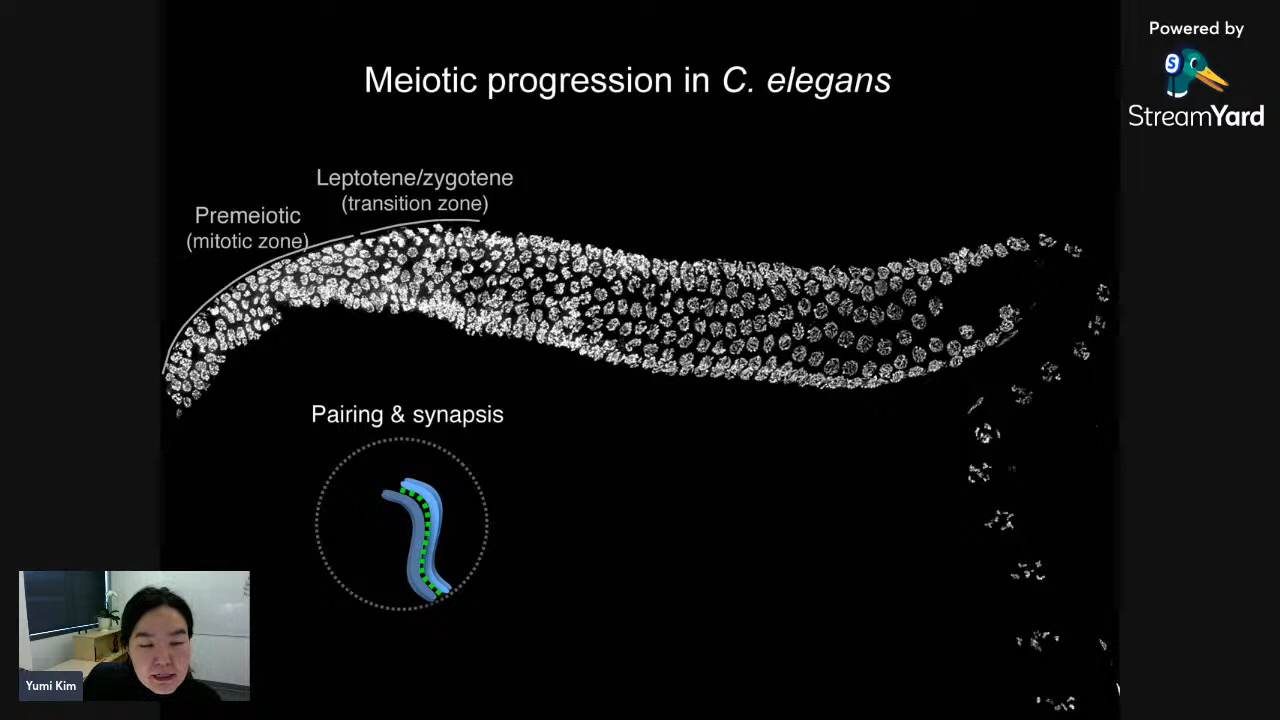 Powered by
StreamYard
Meiotic progression in C. elegans
Leptotene/zygotene
(transition zone)
Premeiotic
(mitotic zone)
Pairing & synapsis
Yumi Kim